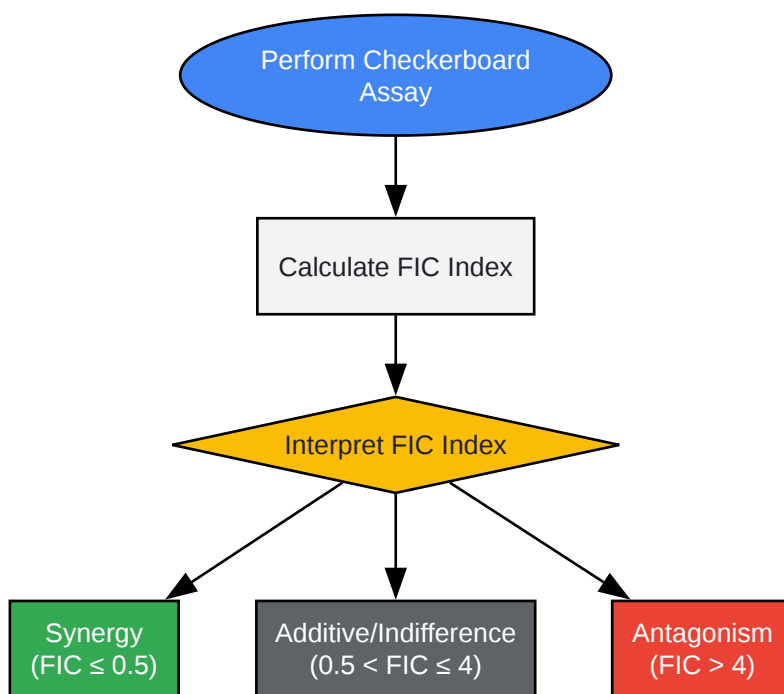 Perform Checkerboard
Assay
Calculate FIC Index
Interpret FIC Index
Synergy
(FIC ≤ 0.5)
Additive/Indifference
(0.5 < FIC ≤ 4)
Antagonism
(FIC > 4)